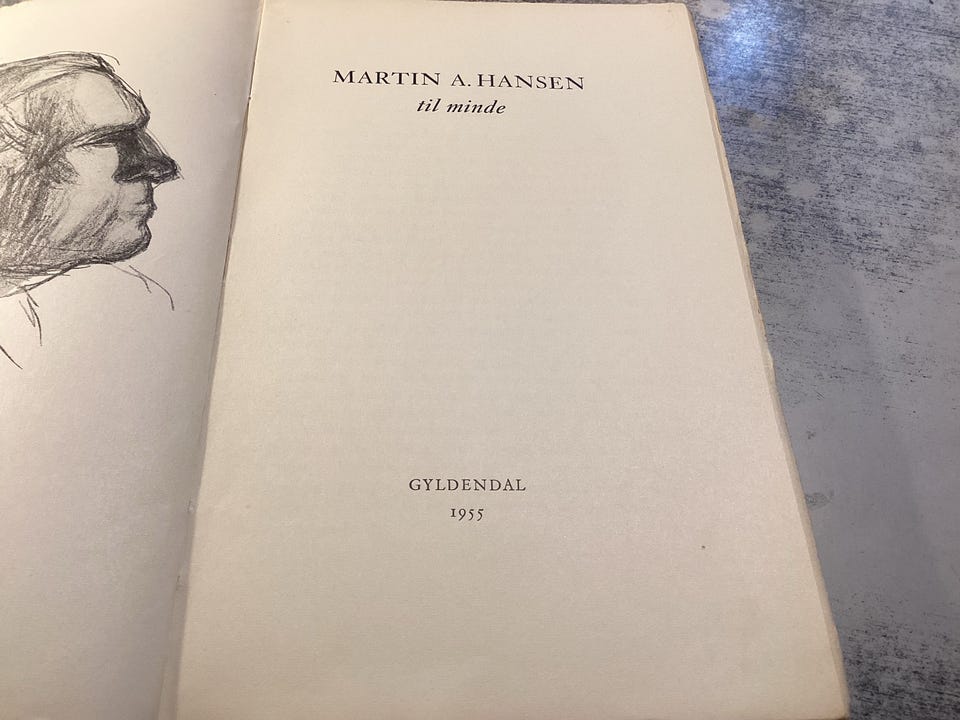 MARTIN A. HANSEN
til minde
GYLDENDAL
1955